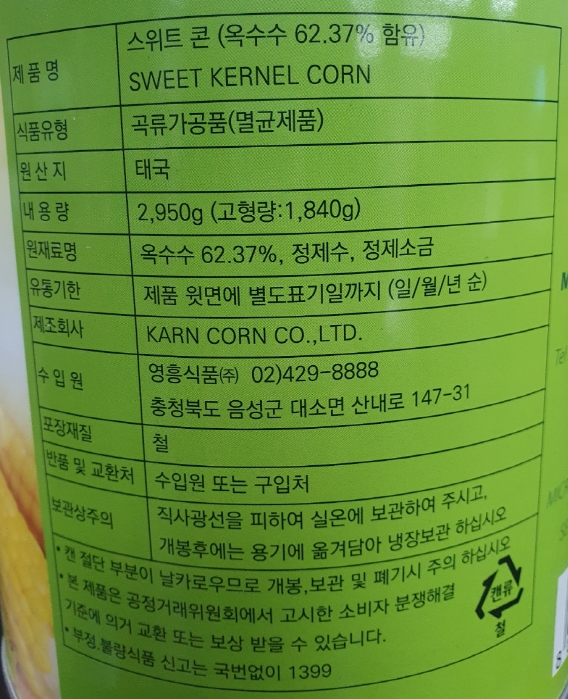 제품명 스위트 콘 (옥수수 62.37% 함유)
SWEET KERNEL CORN
식품유형 곡류가공품(멸균제품)
원산지 태국
내용량 2,950g (고형량:1,840g)
원재료명 옥수수 62.37%, 정제수, 정제소금
유통기한 제품 윗면에 별도표기일까지 (일/월/년 순)
제조회사 KARN CORN CO.,LTD.
수입원 영흥식품㈜ 02)429-8888
충청북도 음성군 대소면 산내로 147-31
포장재질 철
반품 및 교환처 수입원 또는 구입처
보관상주의 직사광선을 피하여 실온에 보관하여 주시고,
개봉후에는 용기에 옮겨담아 냉장보관 하십시오
• 캔 절단 부분이 날카로우므로 개봉,보관 및 폐기시 주의 하십시오
• 본 제품은 공정거래위원회에서 고시한 소비자 분쟁해결
기준에 의거 교환 또는 보상 받을 수 있습니다.
• 부정,불량식품 신고는 국번없이 1399
캔류
철